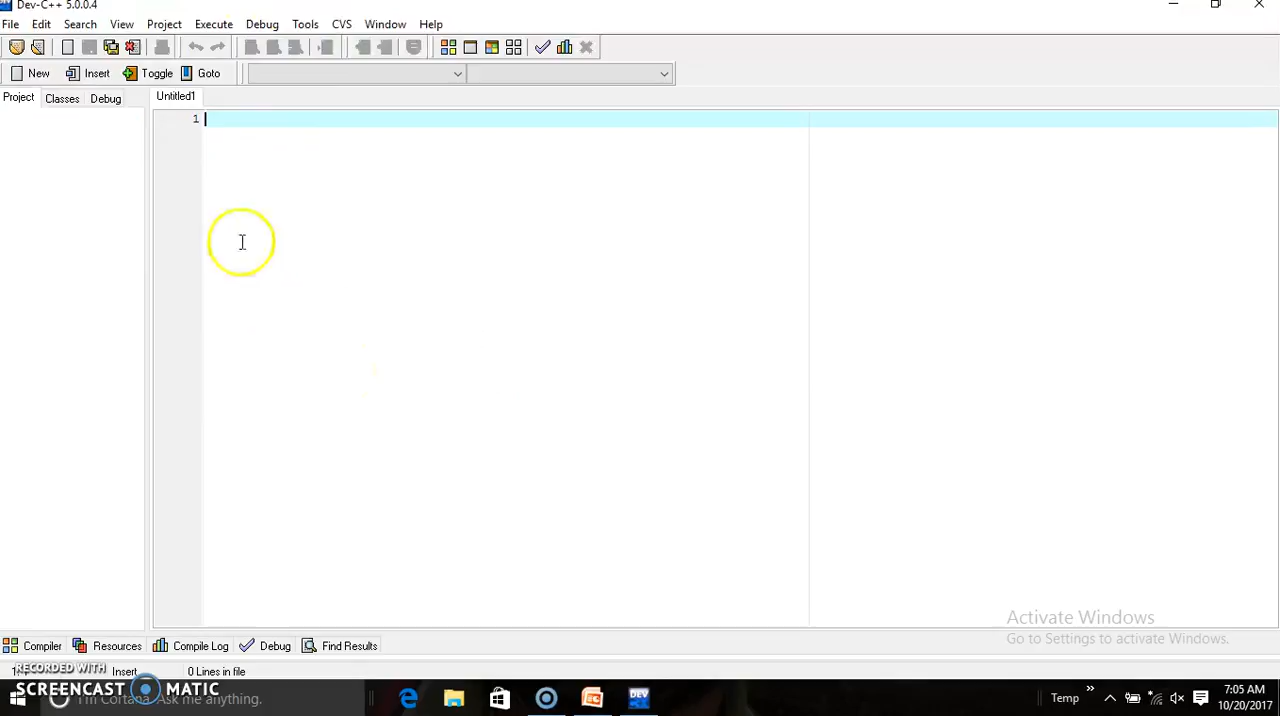 Dev-C++ 5.0.0.4
File Edit Search View Project Execute Debug Tools CVS Window Help
New Insert Toggle Goto
Project Classes Debug Untitled1
1
Activate Windows
Go to Settings to activate Windows.
Compiler Resources Compile Log Debug Find Results
Insert 0 Lines in file
RECORDED WITH
SCREENCAST MATIC
I'm Cortana. Ask me anything.
DEV
Temp
7:05 AM
10/20/2017